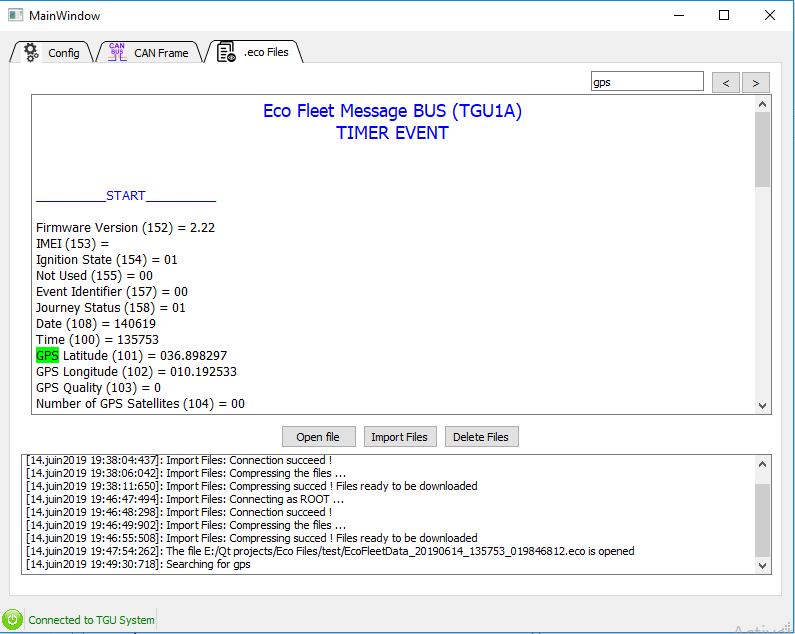 MainWindow
Config
CAN BUS
CAN Frame
.eco Files
gps
< >
Eco Fleet Message BUS (TGU1A)
TIMER EVENT
__________START__________
Firmware Version (152) = 2.22
IMEI (153) =
Ignition State (154) = 01
Not Used (155) = 00
Event Identifier (157) = 00
Journey Status (158) = 01
Date (108) = 140619
Time (100) = 135753
GPS Latitude (101) = 036.898297
GPS Longitude (102) = 010.192533
GPS Quality (103) = 0
Number of GPS Satellites (104) = 00
Open file
Import Files
Delete Files
[14.juin2019 19:38:04:437]: Import Files: Connection succeed !
[14.juin2019 19:38:06:042]: Import Files: Compressing the files ...
[14.juin2019 19:38:11:650]: Import Files: Compressing succed ! Files ready to be downloaded
[14.juin2019 19:46:47:494]: Import Files: Connecting as ROOT ...
[14.juin2019 19:46:48:298]: Import Files: Connection succeed !
[14.juin2019 19:46:49:902]: Import Files: Compressing the files ...
[14.juin2019 19:46:55:508]: Import Files: Compressing succed ! Files ready to be downloaded
[14.juin2019 19:47:54:262]: The file E:/Qt projects/Eco Files/test/EcoFleetData_20190614_135753_019846812.eco is opened
[14.juin2019 19:49:30:718]: Searching for gps
Connected to TGU System